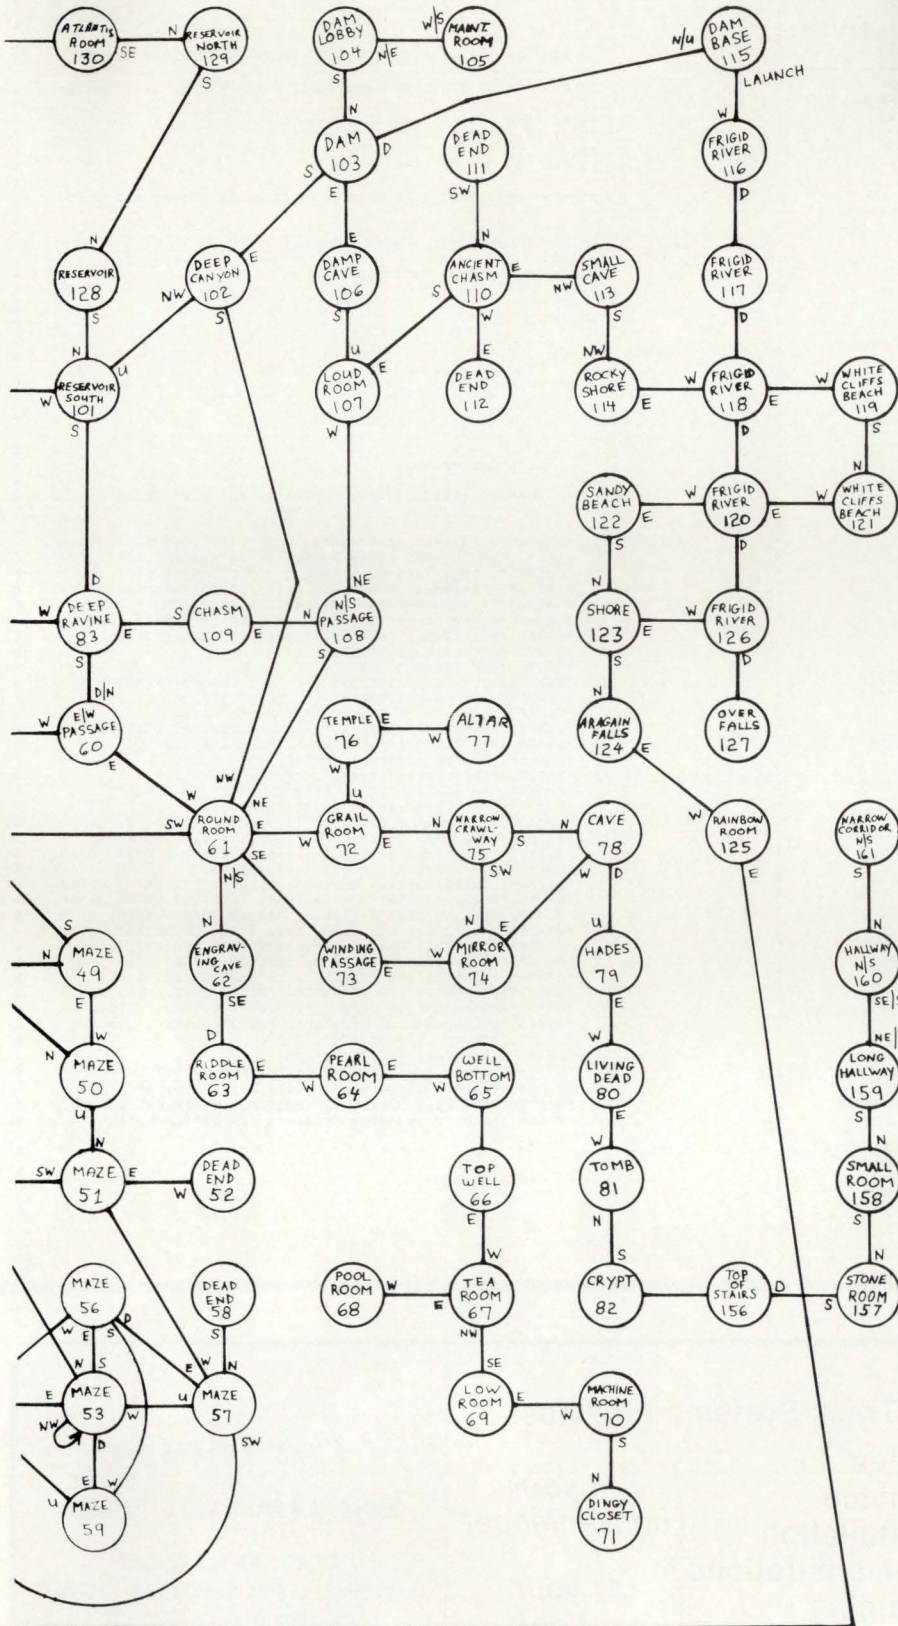 ATLANTIS
ROOM
130
SE
N
RESERVOIR
NORTH
129
S
DAM
LOBBY
104
N/E
S
W/S
MAINT.
ROOM
105
N/U
DAM
BASE
115
LAUNCH
W
N
DAM
103
D
S
E
DEAD
END
111
SW
FRIGID
RIVER
116
D
N
RESERVOIR
128
S
DEEP
CANYON
102
E
NW
S
E
DAMP
CAVE
106
S
N
ANCIENT
CHASM
110
E
S
W
NW
SMALL
CAVE
113
S
FRIGID
RIVER
117
D
N
RESERVOIR
SOUTH
101
U
W
S
U
LOUD
ROOM
107
E
W
E
DEAD
END
112
NW
ROCKY
SHORE
114
E
W
FRIGID
RIVER
118
E
D
W
WHITE
CLIFFS
BEACH
119
S
SANDY
BEACH
122
E
S
W
FRIGID
RIVER
120
E
D
N
W
WHITE
CLIFFS
BEACH
121
D
W
DEEP
RAVINE
83
E
S
S
CHASM
109
E
NE
N
N/S
PASSAGE
108
S
N
SHORE
123
E
S
W
FRIGID
RIVER
126
D
D/N
W
E/W
PASSAGE
60
E
TEMPLE
76
E
W
W
ALTAR
77
N
ARAGAIN
FALLS
124
E
OVER
FALLS
127
W
NW
NE
SW
ROUND
ROOM
61
E
SE
N/S
U
W
GRAIL
ROOM
72
E
N
NARROW
CRAWL-
WAY
75
S
SW
N
CAVE
78
W
D
W
RAINBOW
ROOM
125
E
NARROW
CORRIDOR
N/S
161
S
S
N
MAZE
49
E
N
ENGRAV-
ING
CAVE
62
SE
WINDING
PASSAGE
73
E
N
E
W
MIRROR
ROOM
74
U
HADES
79
E
N
HALLWAY
N/S
160
SE/S
W
N
MAZE
50
U
D
RIDDLE
ROOM
63
E
W
PEARL
ROOM
64
E
W
WELL
BOTTOM
65
W
LIVING
DEAD
80
E
NE/
LONG
HALLWAY
159
S
N
SW
MAZE
51
E
W
DEAD
END
52
TOP
WELL
66
E
W
TOMB
81
N
N
SMALL
ROOM
158
S
MAZE
56
W
E
S
D
DEAD
END
58
S
POOL
ROOM
68
W
W
E
TEA
ROOM
67
NW
S
CRYPT
82
TOP
OF
STAIRS
156
D
N
S
STONE
ROOM
157
N
S
E
MAZE
53
NW
D
W
U
E
W
N
MAZE
57
SW
SE
LOW
ROOM
69
E
W
MACHINE
ROOM
70
S
E
W
U
MAZE
59
N
DINGY
CLOSET
71